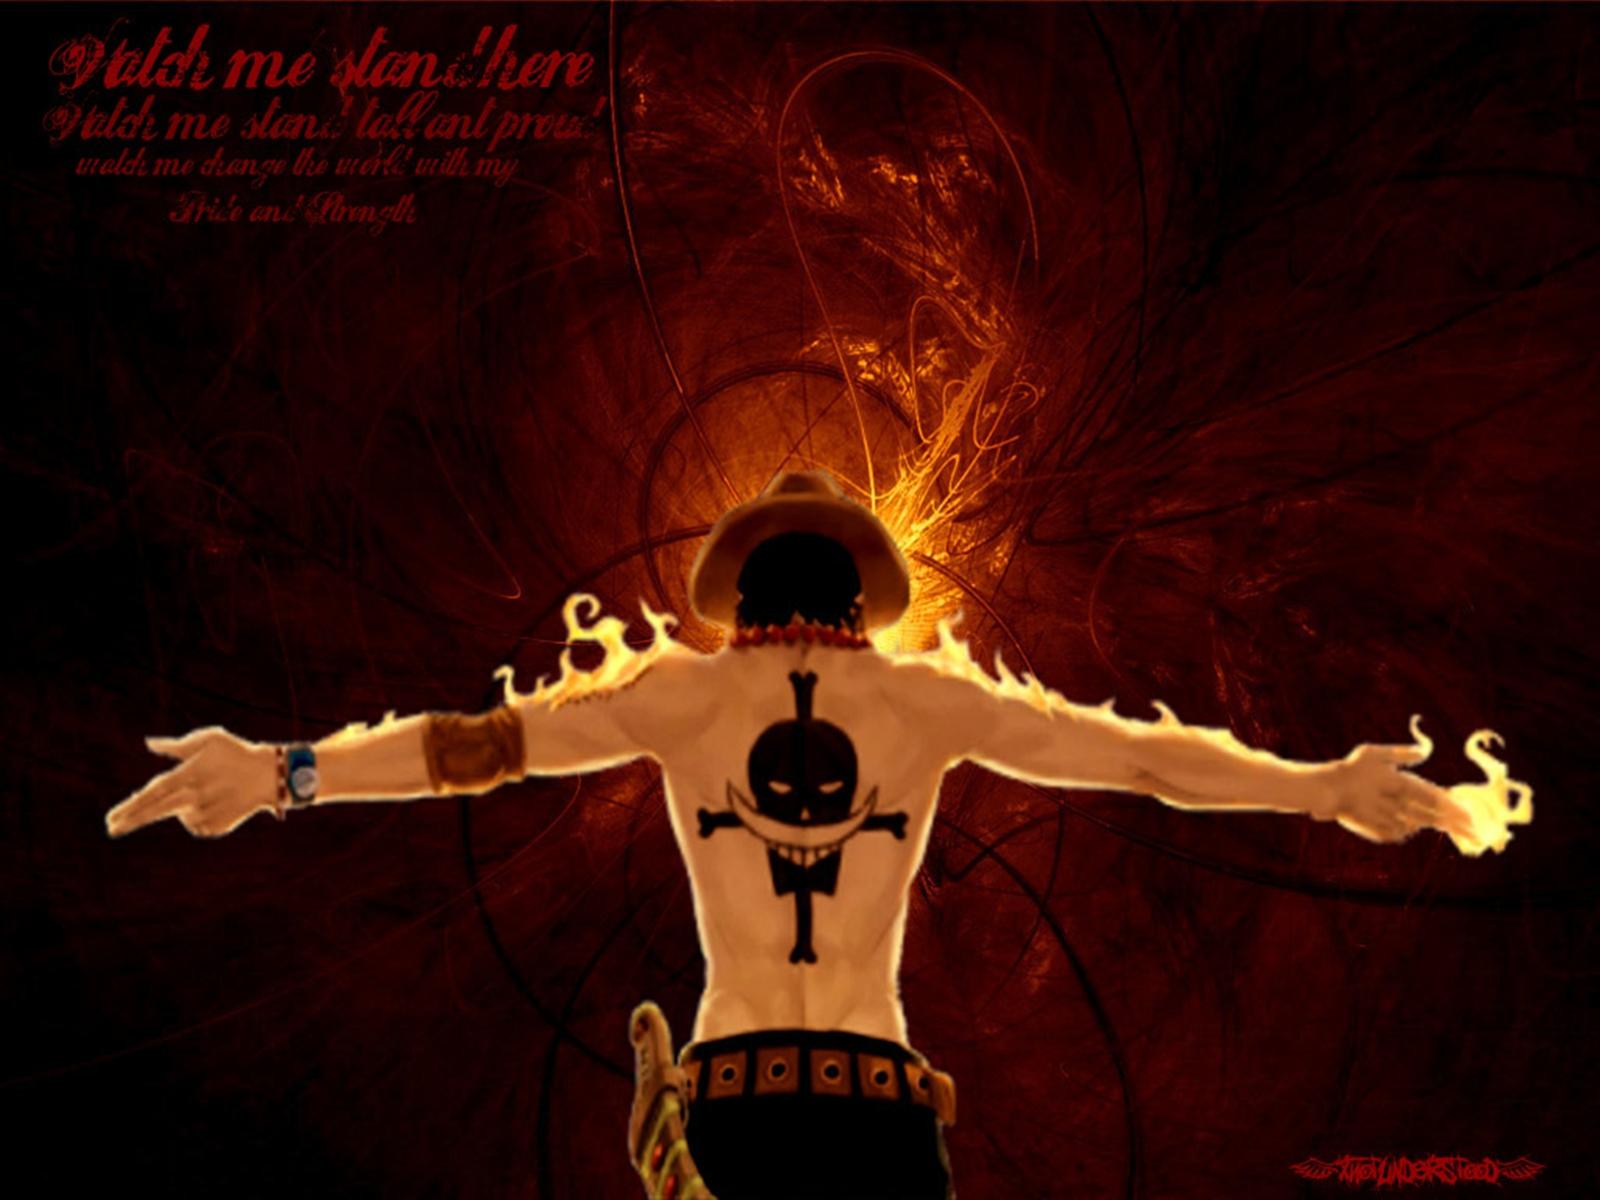 Watch me stand here
Watch me stand tall ant proud
watch me change the world with my
Pride and Strength